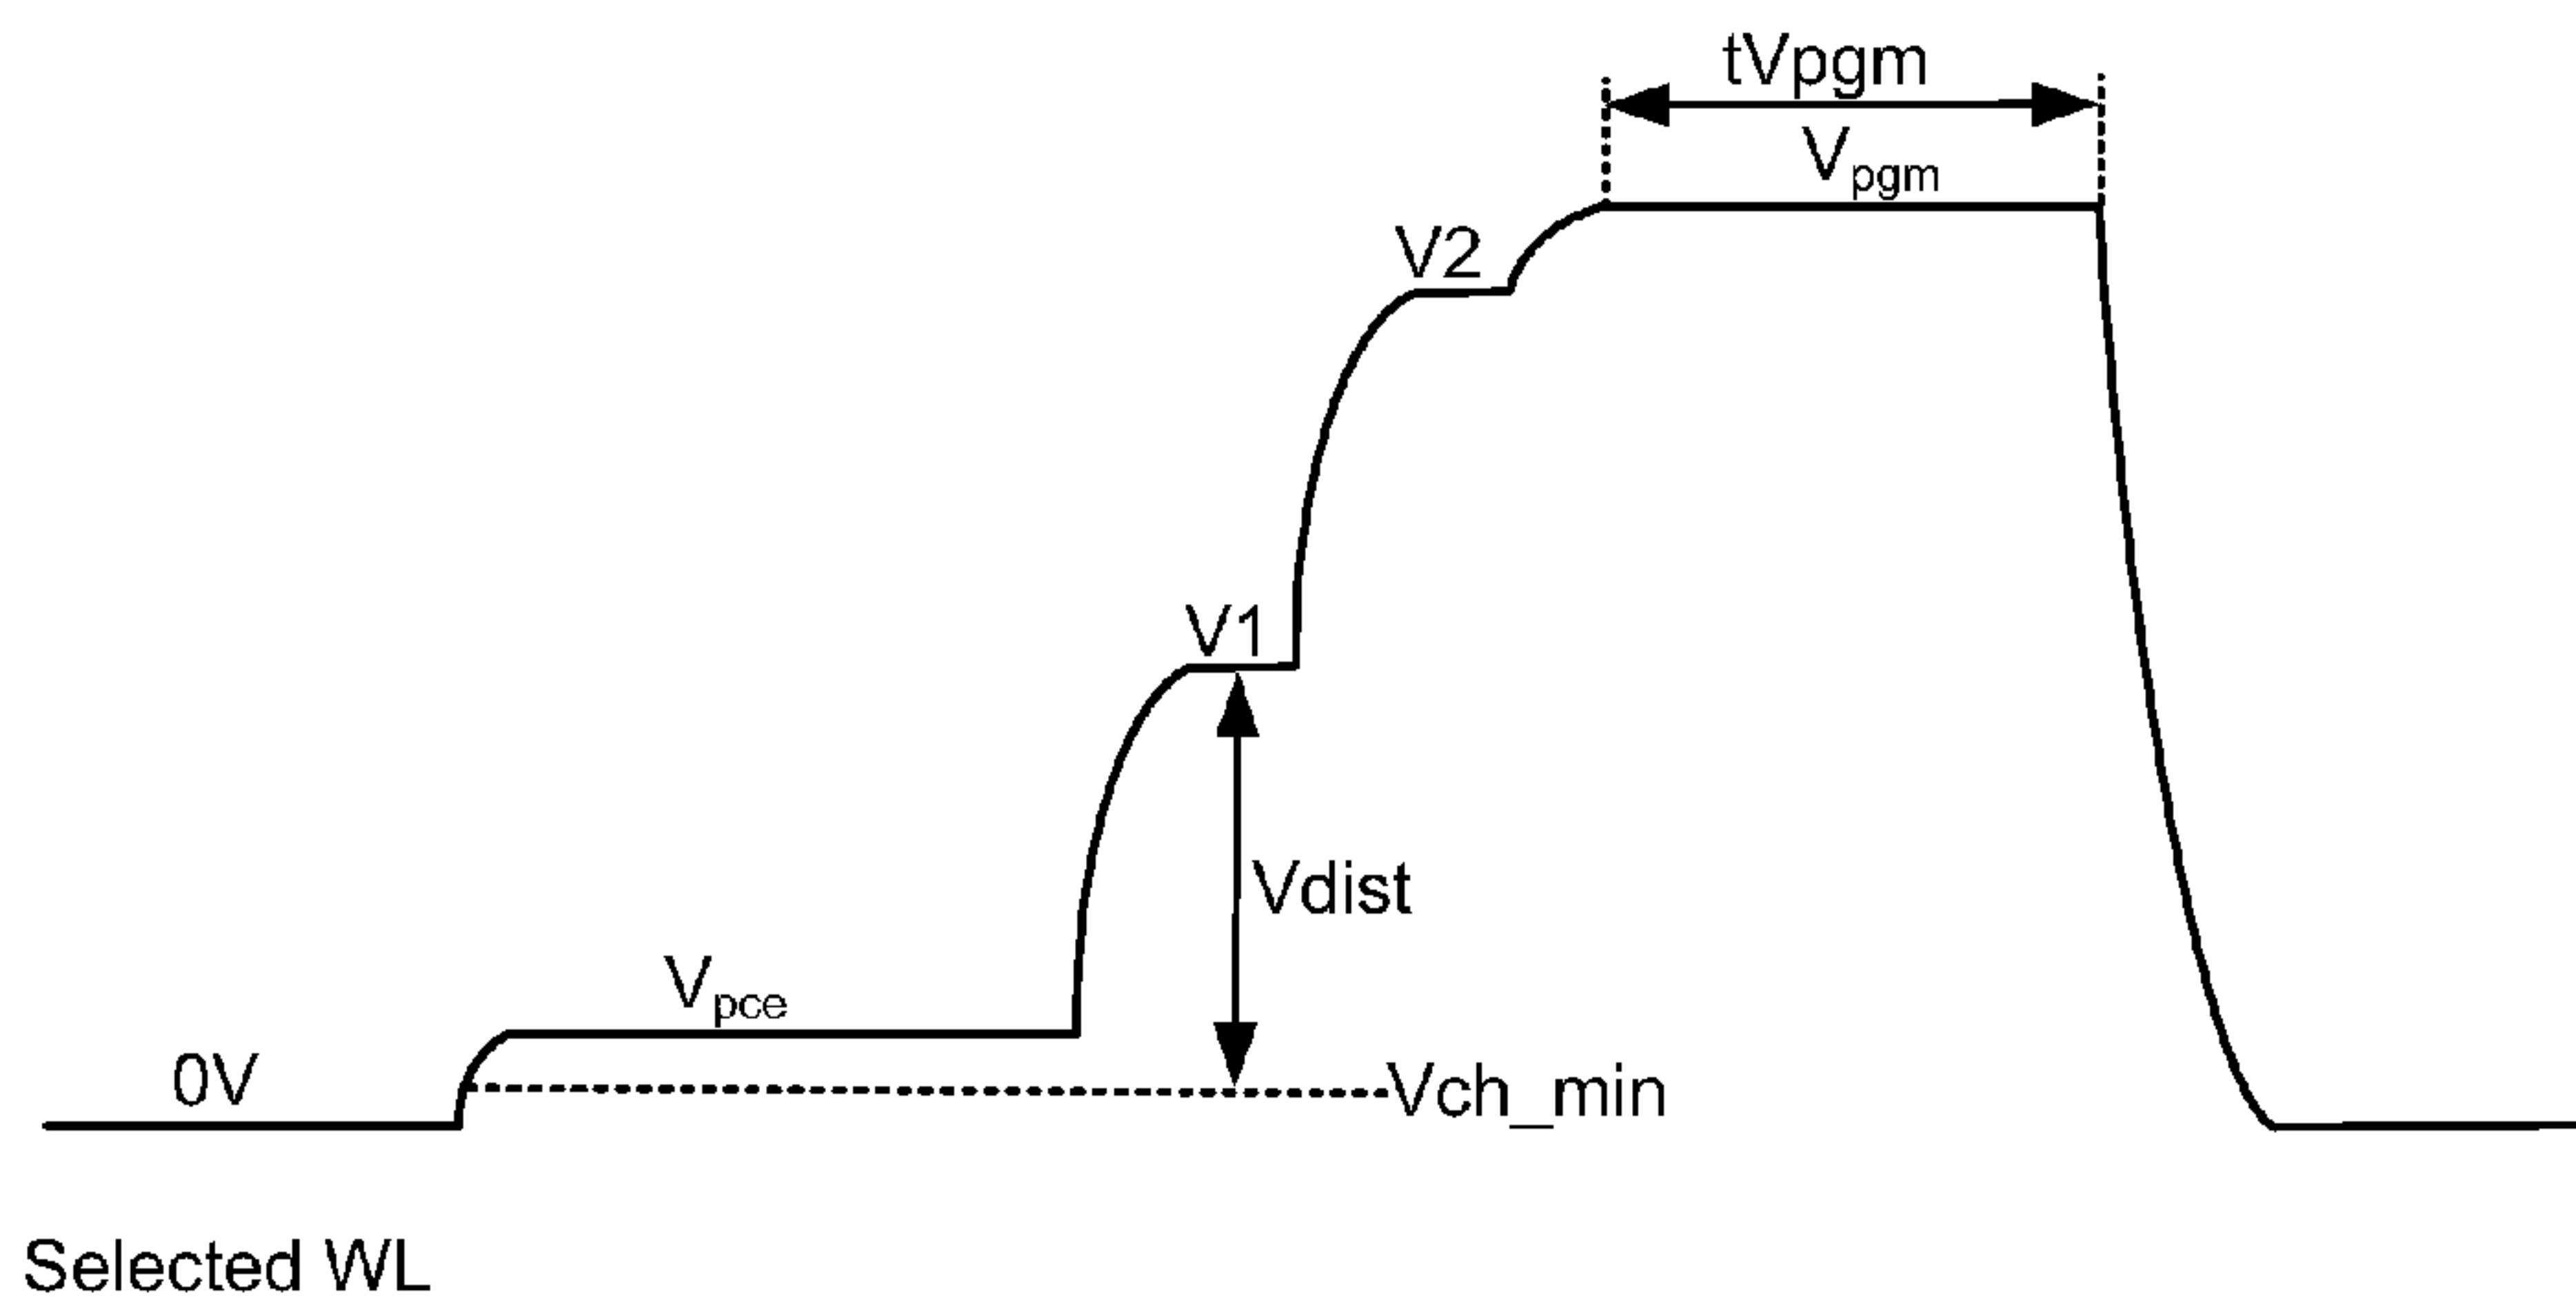 tVpgm
Vpgm
V2
V1
Vdist
Vpce
0V
Vch_min
Selected WL